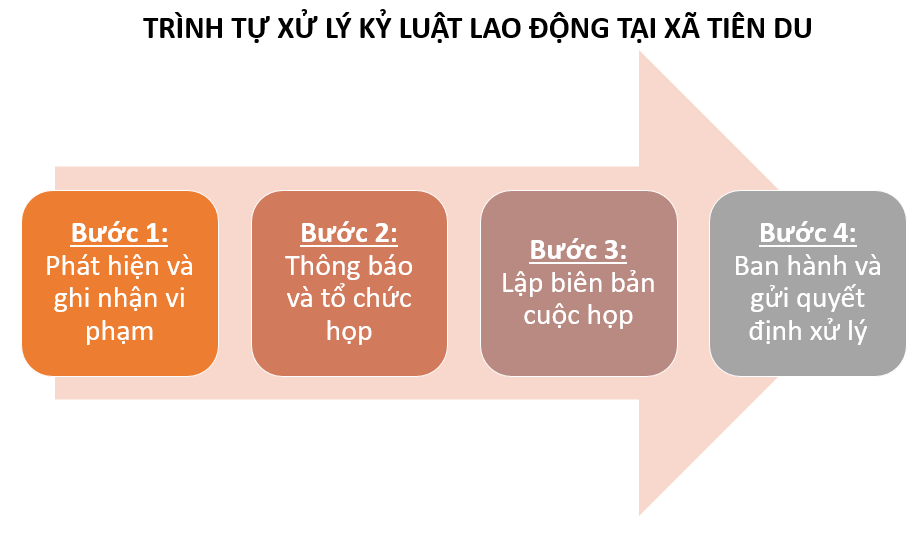 TRÌNH TỰ XỬ LÝ KỶ LUẬT LAO ĐỘNG TẠI XÃ TIÊN DU
Bước 1:
Phát hiện và
ghi nhận vi
phạm
Bước 2:
Thông báo
và tổ chức
họp
Bước 3:
Lập biên bản
cuộc họp
Bước 4:
Ban hành và
gửi quyết
định xử lý